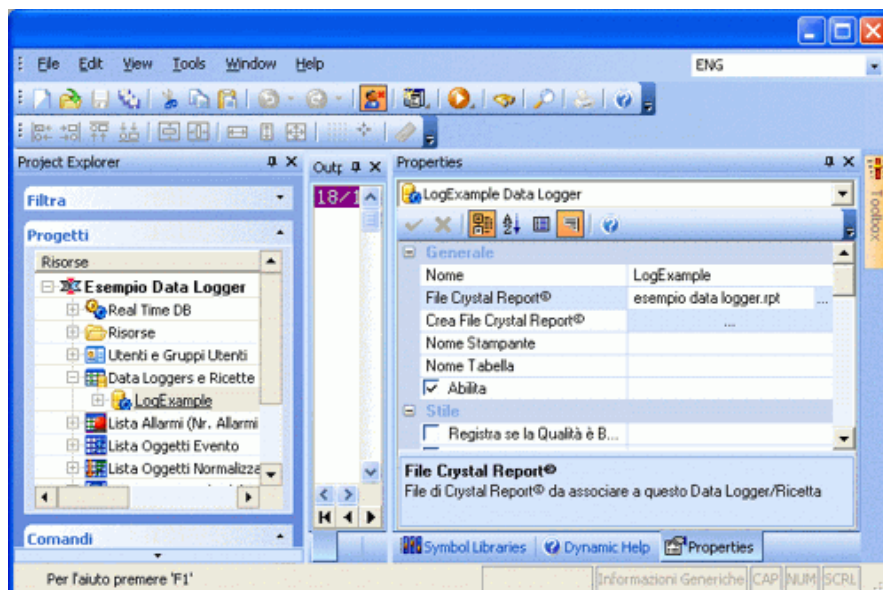 File Edit View Tools Window Help
ENG
Project Explorer
Filtra
Progetti
Risorse
Esempio Data Logger
Real Time DB
Risorse
Utenti e Gruppi Utenti
Data Loggers e Ricette
LogExample
Lista Allarmi (Nr. Allarmi
Lista Oggetti Evento
Lista Oggetti Normalizza
Comandi
Outp
18/1
Properties
LogExample Data Logger
Generale
Nome LogExample
File Crystal Report© esempio data logger.rpt ...
Crea File Crystal Report© ...
Nome Stampante
Nome Tabella
Abilita
Stile
Registra se la Qualità è B...
File Crystal Report©
File di Crystal Report© da associare a questo Data Logger/Ricetta
Symbol Libraries Dynamic Help Properties
Toolbox
Per l'aiuto premere 'F1'
Informazioni Generiche CAP NUM SCRL